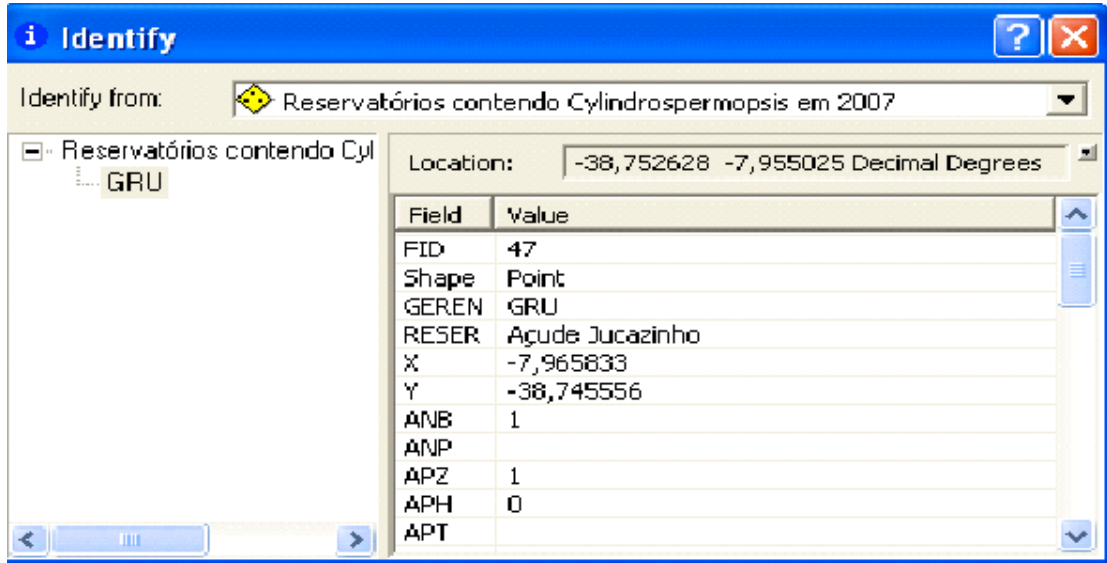 i Identify ?
Identify from: Reservatórios contendo Cylindrospermopsis em 2007
Reservatórios contendo Cyl
GRU
Location: -38,752628 -7,955025 Decimal Degrees
Field Value
FID 47
Shape Point
GEREN GRU
RESER Açude Jucazinho
X -7,965833
Y -38,745556
ANB 1
ANP
APZ 1
APH 0
APT